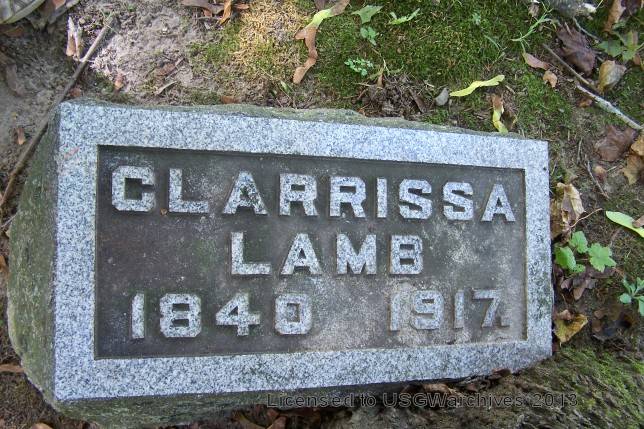 CLARRISSA
LAMB
1840 1917.
Licensed to USGWarchives 2013